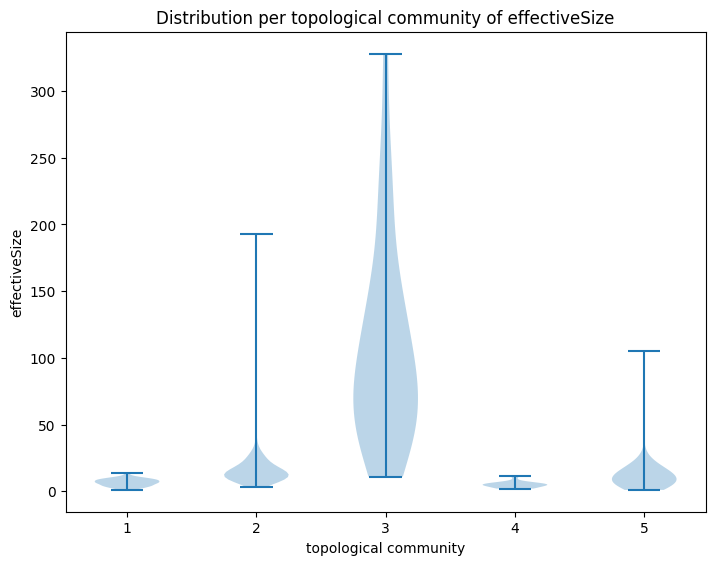 Distribution per topological community of effectiveSize
effectiveSize
300
250
200
150
100
50
0
1 2 3 4 5
topological community